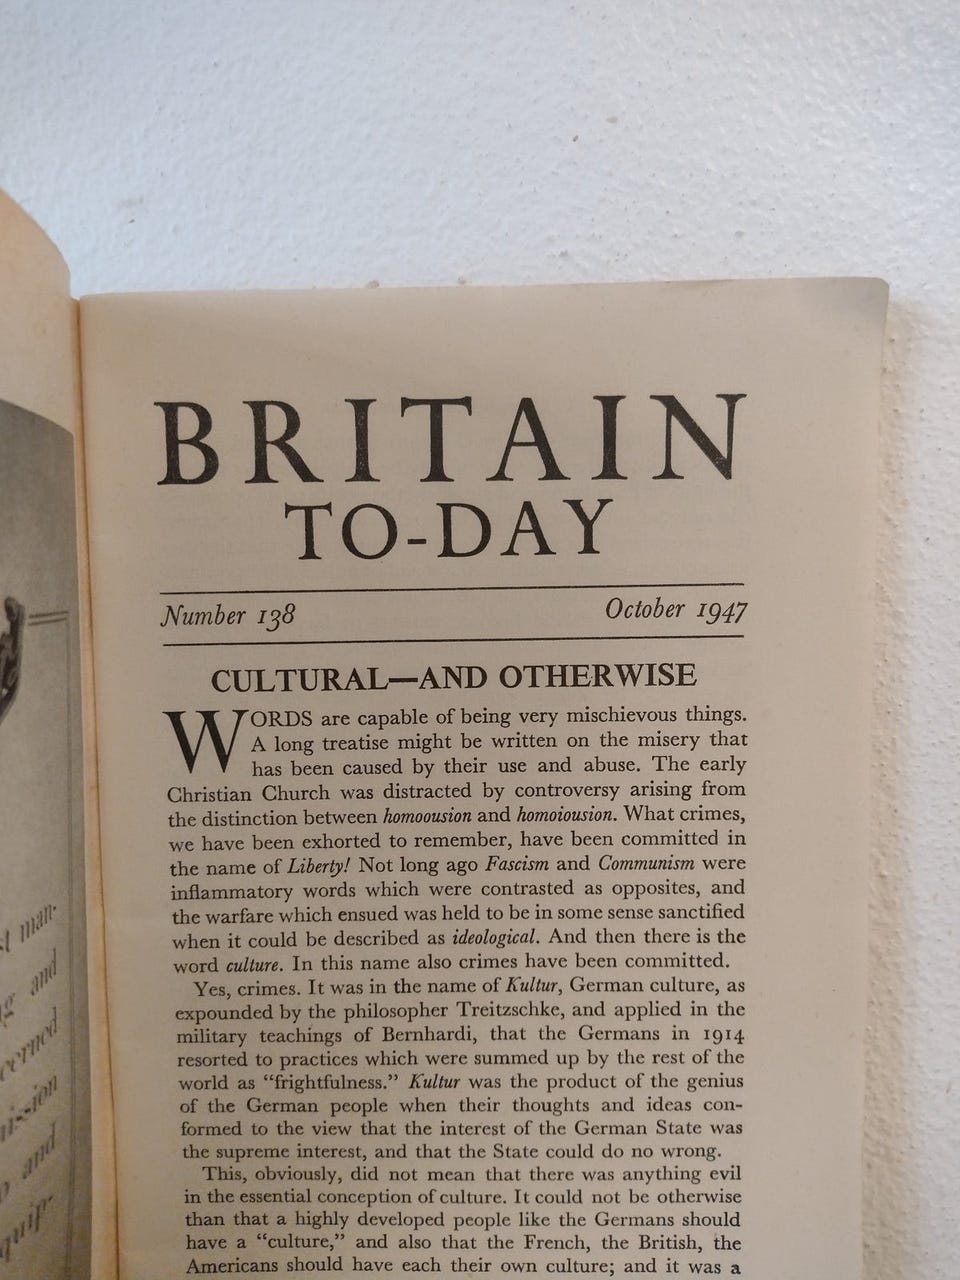 BRITAIN
TO-DAY
Number 138 October 1947
CULTURAL—AND OTHERWISE
WORDS are capable of being very mischievous things.
A long treatise might be written on the misery that
has been caused by their use and abuse. The early
Christian Church was distracted by controversy arising from
the distinction between homoousion and homoiousion. What crimes,
we have been exhorted to remember, have been committed in
the name of Liberty! Not long ago Fascism and Communism were
inflammatory words which were contrasted as opposites, and
the warfare which ensued was held to be in some sense sanctified
when it could be described as ideological. And then there is the
word culture. In this name also crimes have been committed.
Yes, crimes. It was in the name of Kultur, German culture, as
expounded by the philosopher Treitzschke, and applied in the
military teachings of Bernhardi, that the Germans in 1914
resorted to practices which were summed up by the rest of the
world as "frightfulness." Kultur was the product of the genius
of the German people when their thoughts and ideas con-
formed to the view that the interest of the German State was
the supreme interest, and that the State could do no wrong.
This, obviously, did not mean that there was anything evil
in the essential conception of culture. It could not be otherwise
than that a highly developed people like the Germans should
have a "culture," and also that the French, the British, the
Americans should have each their own culture; and it was a
and
and